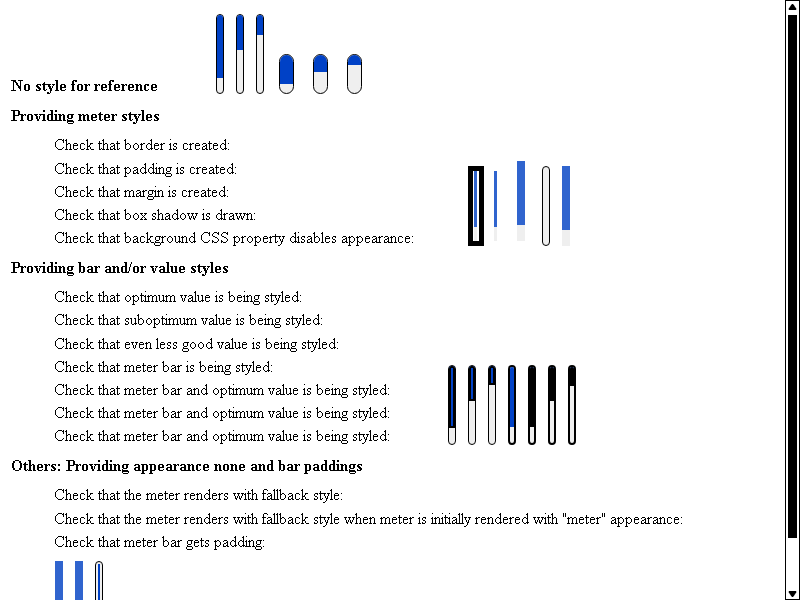 No style for reference
Providing meter styles
Check that border is created:
Check that padding is created:
Check that margin is created:
Check that box shadow is drawn:
Check that background CSS property disables appearance:
Providing bar and/or value styles
Check that optimum value is being styled:
Check that suboptimum value is being styled:
Check that even less good value is being styled:
Check that meter bar is being styled:
Check that meter bar and optimum value is being styled:
Check that meter bar and optimum value is being styled:
Check that meter bar and optimum value is being styled:
Others: Providing appearance none and bar paddings
Check that the meter renders with fallback style:
Check that the meter renders with fallback style when meter is initially rendered with "meter" appearance:
Check that meter bar gets padding: